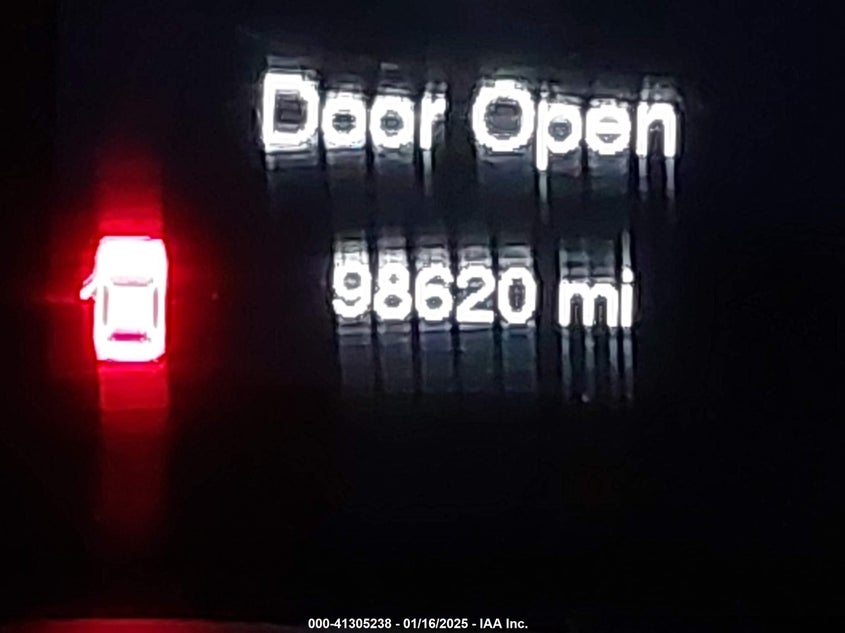 Door Open
98620 mi
000-41305238 - 01/16/2025 - IAA Inc.